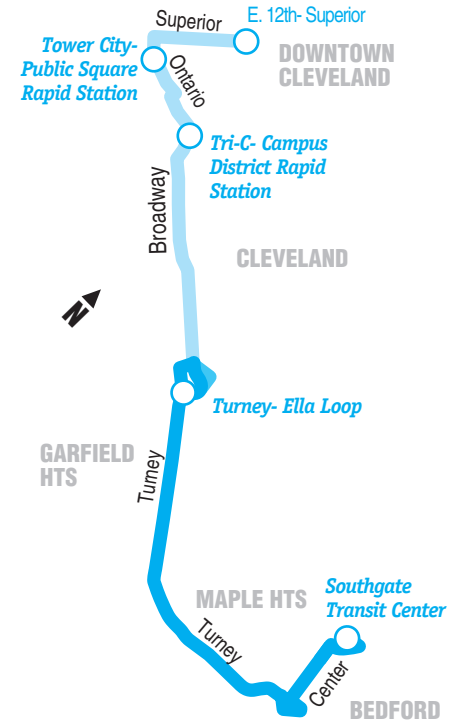 Superior
E. 12th- Superior
Tower City-
Public Square
Rapid Station
Ontario
DOWNTOWN
CLEVELAND
Tri-C- Campus
District Rapid
Station
Broadway
CLEVELAND
N
Turney- Ella Loop
GARFIELD
HTS
Turney
MAPLE HTS
Southgate
Transit Center
Turney
Center
BEDFORD